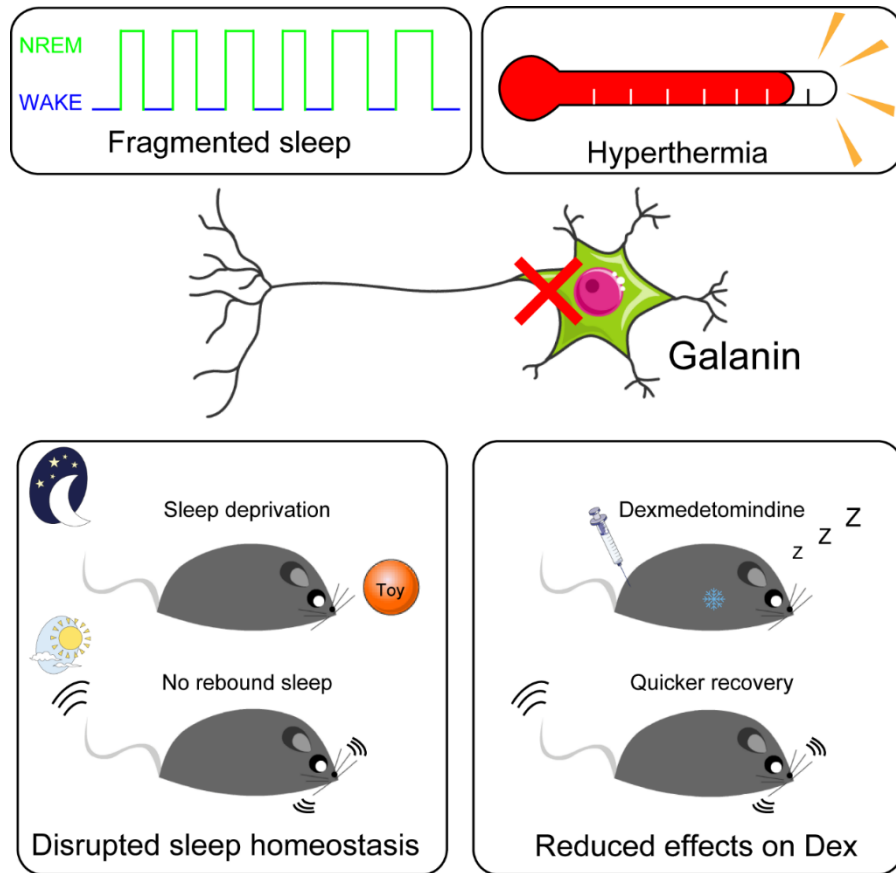 NREM
WAKE
Fragmented sleep
Hyperthermia
Galanin
Sleep deprivation
Toy
No rebound sleep
Disrupted sleep homeostasis
Dexmedetomindine
z z Z
Quicker recovery
Reduced effects on Dex